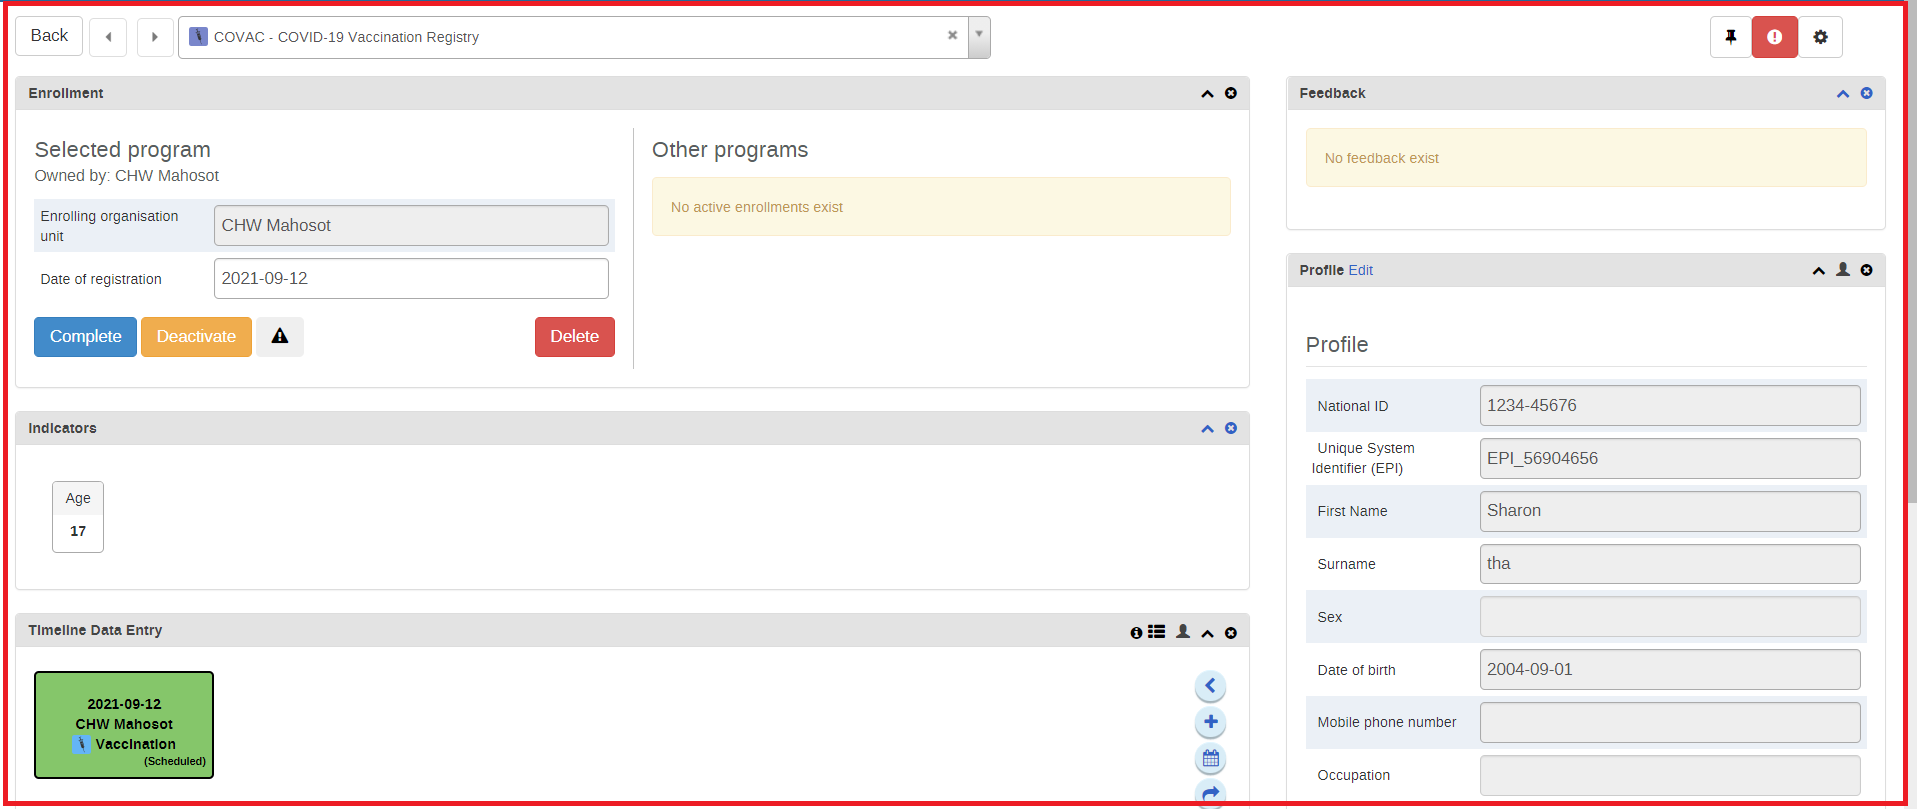 Back
COVAC - COVID-19 Vaccination Registry
Enrollment
Selected program
Owned by: CHW Mahosot
Enrolling organisation
unit
CHW Mahosot
Date of registration
2021-09-12
Complete
Deactivate
Delete
Other programs
No active enrollments exist
Indicators
Age
17
Timeline Data Entry
2021-09-12
CHW Mahosot
Vaccination
(Scheduled)
Feedback
No feedback exist
Profile Edit
Profile
National ID
1234-45676
Unique System
Identifier (EPI)
EPI_56904656
First Name
Sharon
Surname
tha
Sex
Date of birth
2004-09-01
Mobile phone number
Occupation